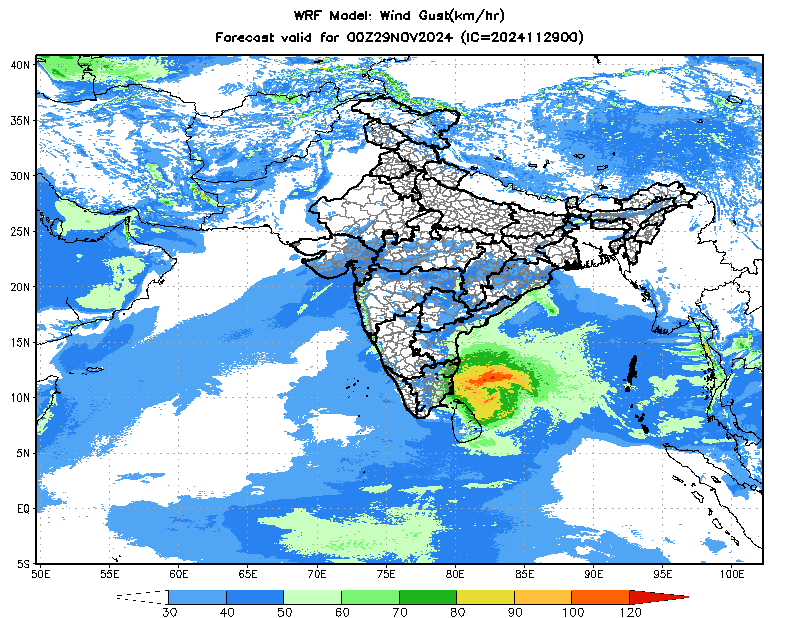 WRF Model: Wind Gust(km/hr)
Forecast valid for 00Z29NOV2024 (IC=2024112900)
40N
35N
30N
25N
20N
15N
10N
5N
EQ
5S
50E 55E 60E 65E 70E 75E 80E 85E 90E 95E 100E
30 40 50 60 70 80 90 100 120